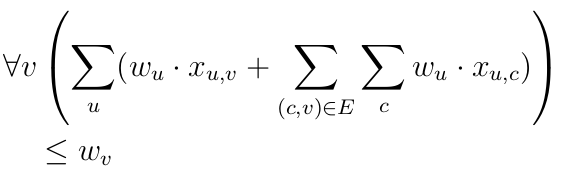 ∀v (∑_u (w_u · x_{u,v} + ∑_{(c,v)∈E} ∑_c w_u · x_{u,c}))
≤ w_v